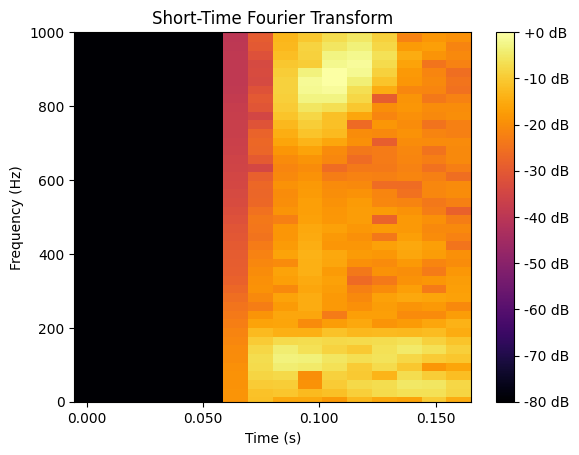 Short-Time Fourier Transform
1000
800
600
400
200
0
Frequency (Hz)
0.000
0.050
0.100
0.150
Time (s)
+0 dB
-10 dB
-20 dB
-30 dB
-40 dB
-50 dB
-60 dB
-70 dB
-80 dB